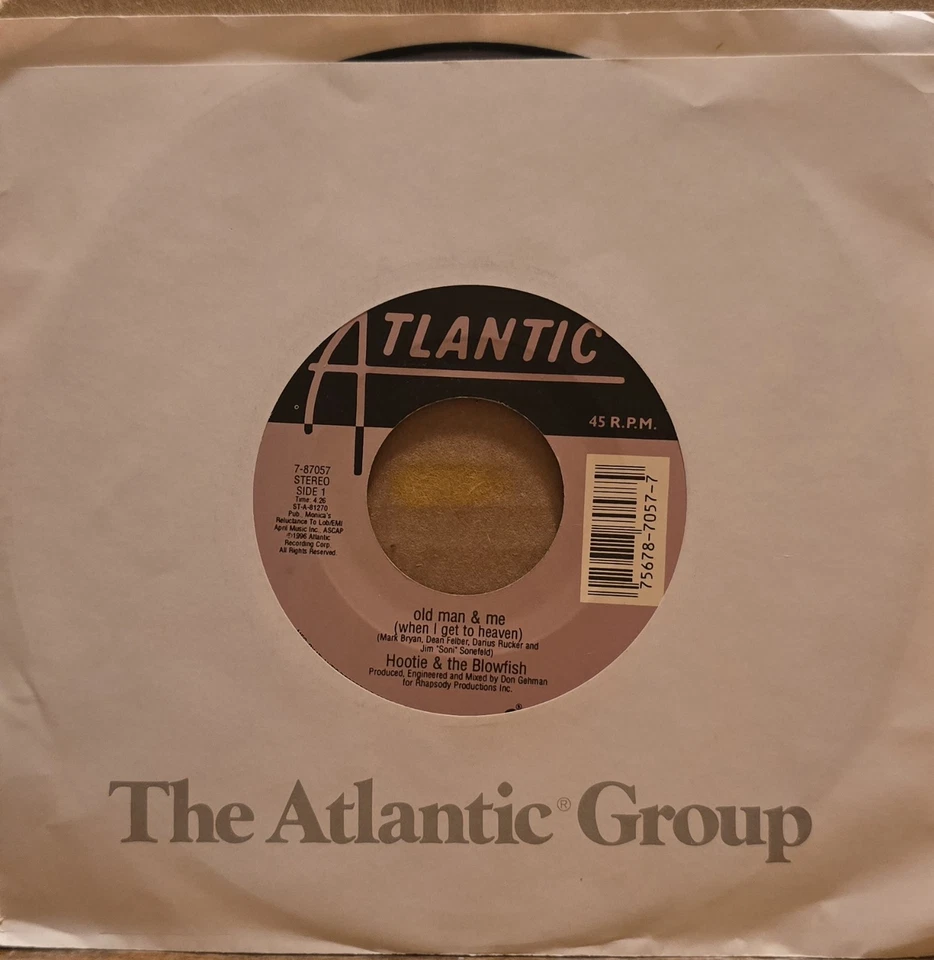 ATLANTIC
45 R.P.M.
7-87057
STEREO
SIDE 1
Time: 4:26
ST-A-81270
Pub., Monica's
Reluctance To Lob/EMI
April Music Inc., ASCAP
℗1996 Atlantic
Recording Corp.
All Rights Reserved.
75678-7057-7
old man & me
(when I get to heaven)
(Mark Bryan, Dean Felber, Darius Rucker and
Jim "Soni" Sonefeld)
Hootie & the Blowfish
Produced, Engineered and Mixed by Don Gehman
for Rhapsody Productions Inc.
®
The Atlantic® Group